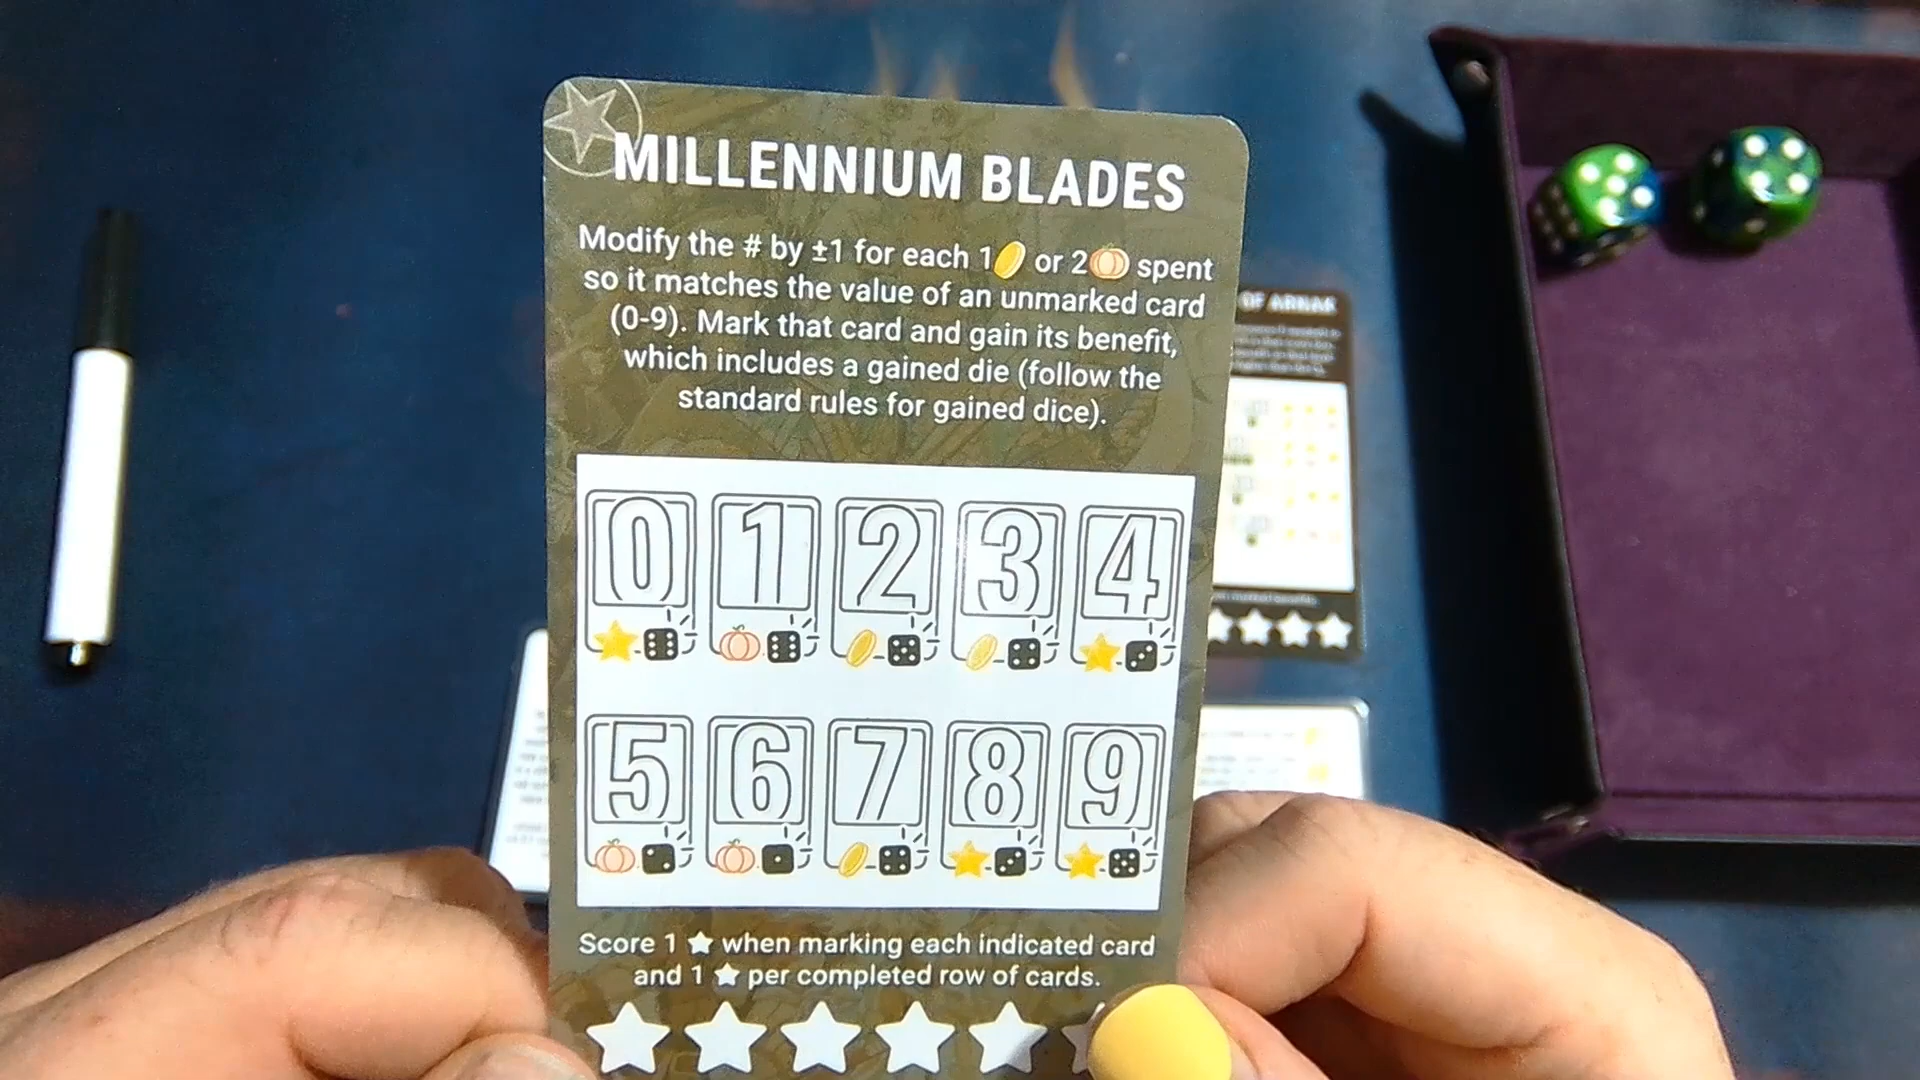 MILLENNIUM BLADES
Modify the # by ±1 for each 1 or 2 spent
so it matches the value of an unmarked card
(0-9). Mark that card and gain its benefit,
which includes a gained die (follow the
standard rules for gained dice).
0 1 2 3 4
5 6 7 8 9
Score 1 when marking each indicated card
and 1 per completed row of cards.
OF ARNAK